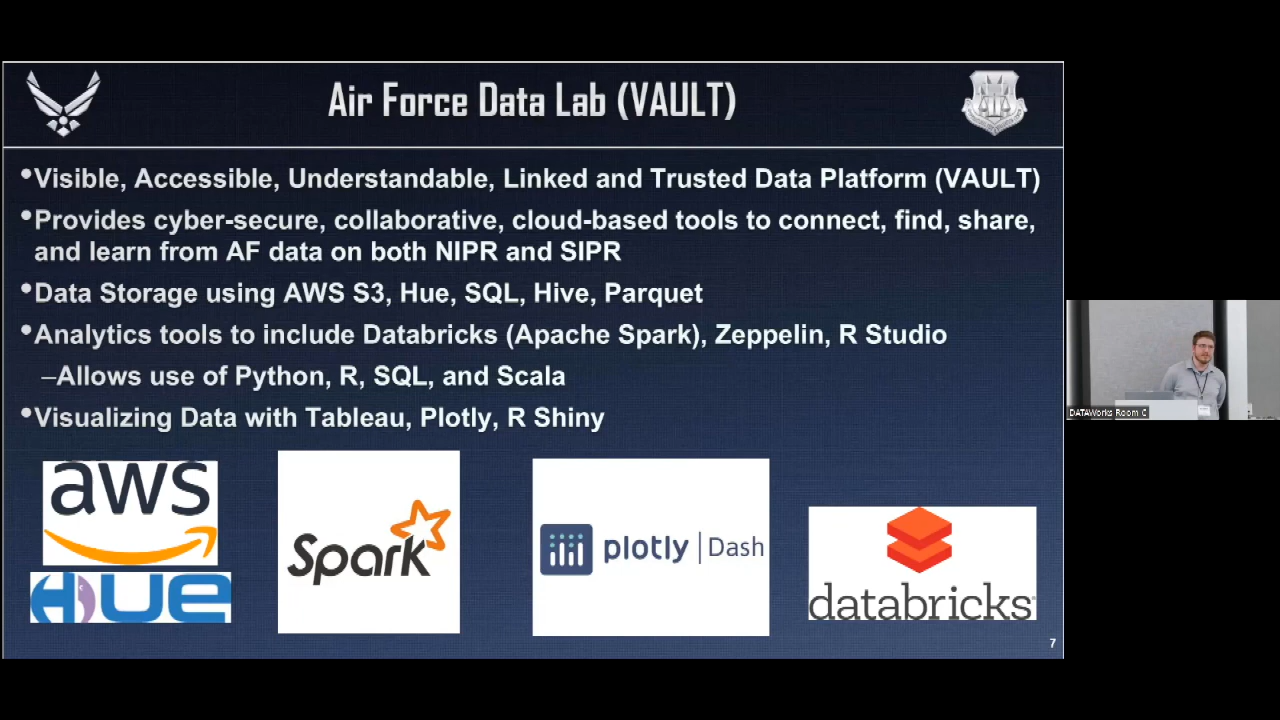 Air Force Data Lab (VAULT)
•Visible, Accessible, Understandable, Linked and Trusted Data Platform (VAULT)
•Provides cyber-secure, collaborative, cloud-based tools to connect, find, share,
and learn from AF data on both NIPR and SIPR
•Data Storage using AWS S3, Hue, SQL, Hive, Parquet
•Analytics tools to include Databricks (Apache Spark), Zeppelin, R Studio
–Allows use of Python, R, SQL, and Scala
•Visualizing Data with Tableau, Plotly, R Shiny
aws
HUE
Spark
plotly | Dash
databricks
7
DATAWorks Room C